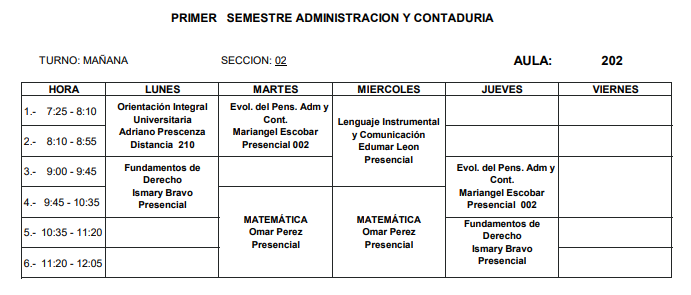 PRIMER SEMESTRE ADMINISTRACION Y CONTADURIA
TURNO: MAÑANA SECCION: 02 AULA: 202
HORA LUNES MARTES MIERCOLES JUEVES VIERNES
1.- 7:25 - 8:10
2.- 8:10 - 8:55
3.- 9:00 - 9:45
4.- 9:45 - 10:35
5.- 10:35 - 11:20
6.- 11:20 - 12:05
Orientación Integral
Universitaria
Adriano Prescenza
Distancia 210
Fundamentos de
Derecho
Ismary Bravo
Presencial
Evol. del Pens. Adm y
Cont.
Mariangel Escobar
Presencial 002
MATEMÁTICA
Omar Perez
Presencial
Lenguaje Instrumental
y Comunicación
Edumar Leon
Presencial
MATEMÁTICA
Omar Perez
Presencial
Evol. del Pens. Adm y
Cont.
Mariangel Escobar
Presencial 002
Fundamentos de
Derecho
Ismary Bravo
Presencial